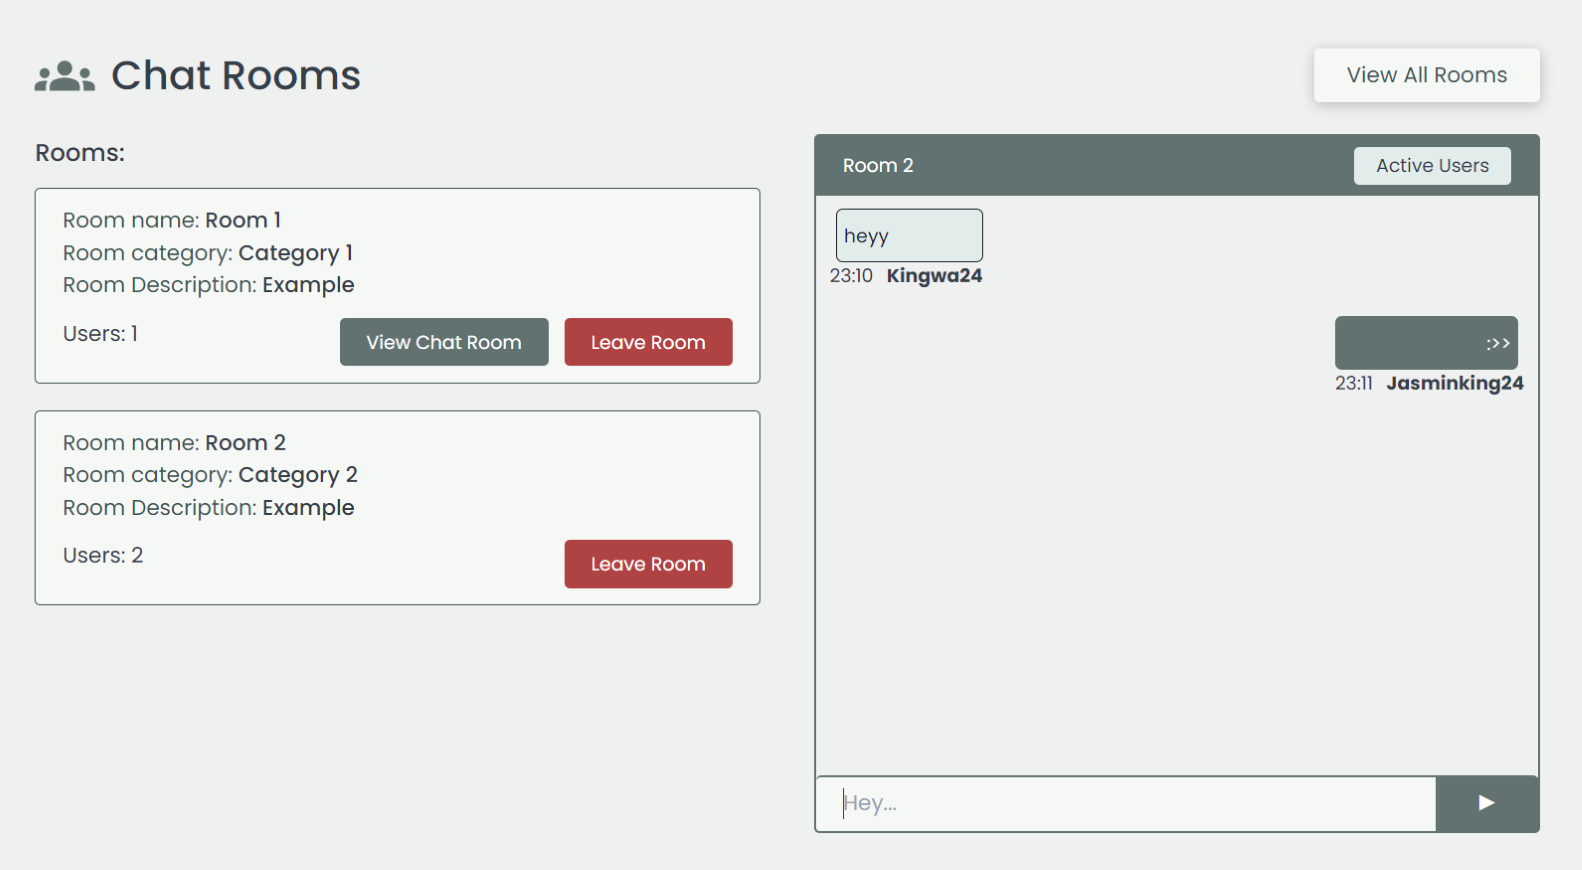 Chat Rooms
View All Rooms
Rooms:
Room name: Room 1
Room category: Category 1
Room Description: Example
Users: 1
View Chat Room
Leave Room
Room name: Room 2
Room category: Category 2
Room Description: Example
Users: 2
Leave Room
Room 2
Active Users
heyy
23:10 Kingwa24
:>>
23:11 Jasminking24
Hey...